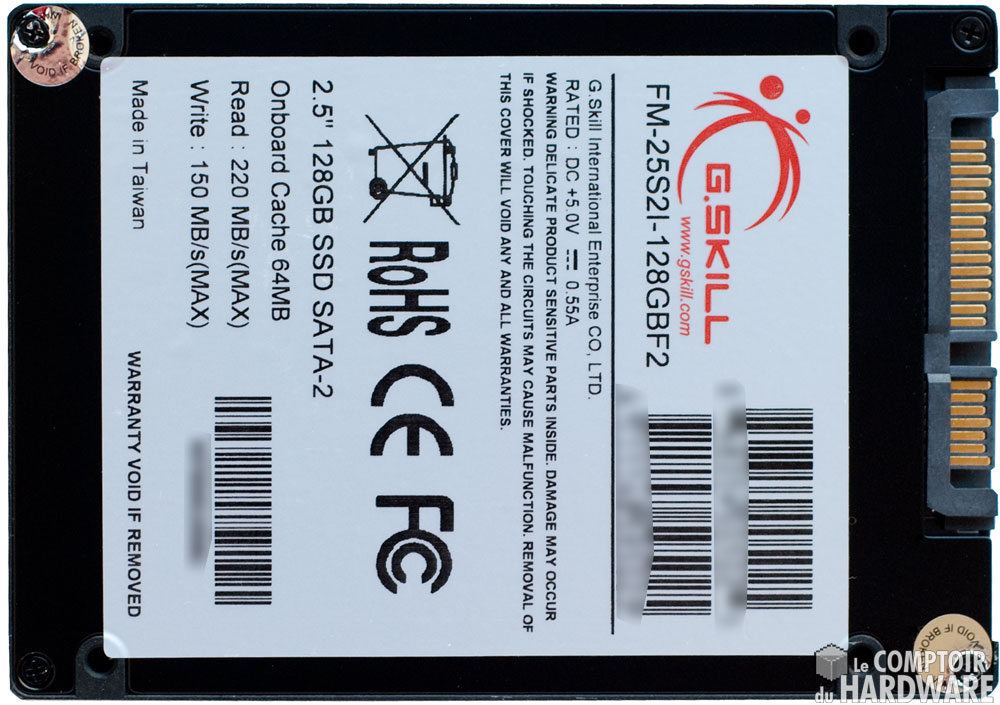 G.SKILL
www.gskill.com
FM-25S2I-128GBF2
G.Skill International Enterprise CO, LTD.
RATED : DC +5.0V 0.55A
WARNING DELICATE PRODUCT SENSITIVE PARTS INSIDE. DAMAGE MAY OCCUR
IF SHOCKED. TOUCHING THE CIRCUITS MAY CAUSE MALFUNCTION. REMOVAL OF
THIS COVER WILL VOID ANY AND ALL WARRANTIES.
RoHS CE FC
2.5" 128GB SSD SATA-2
Onboard Cache 64MB
Read : 220 MB/s(MAX)
Write : 150 MB/s(MAX)
Made in Taiwan
WARRANTY VOID IF REMOVED
VOID IF BROKEN
VOID IF BROKEN
Le COMPTOIR
du HARDWARE